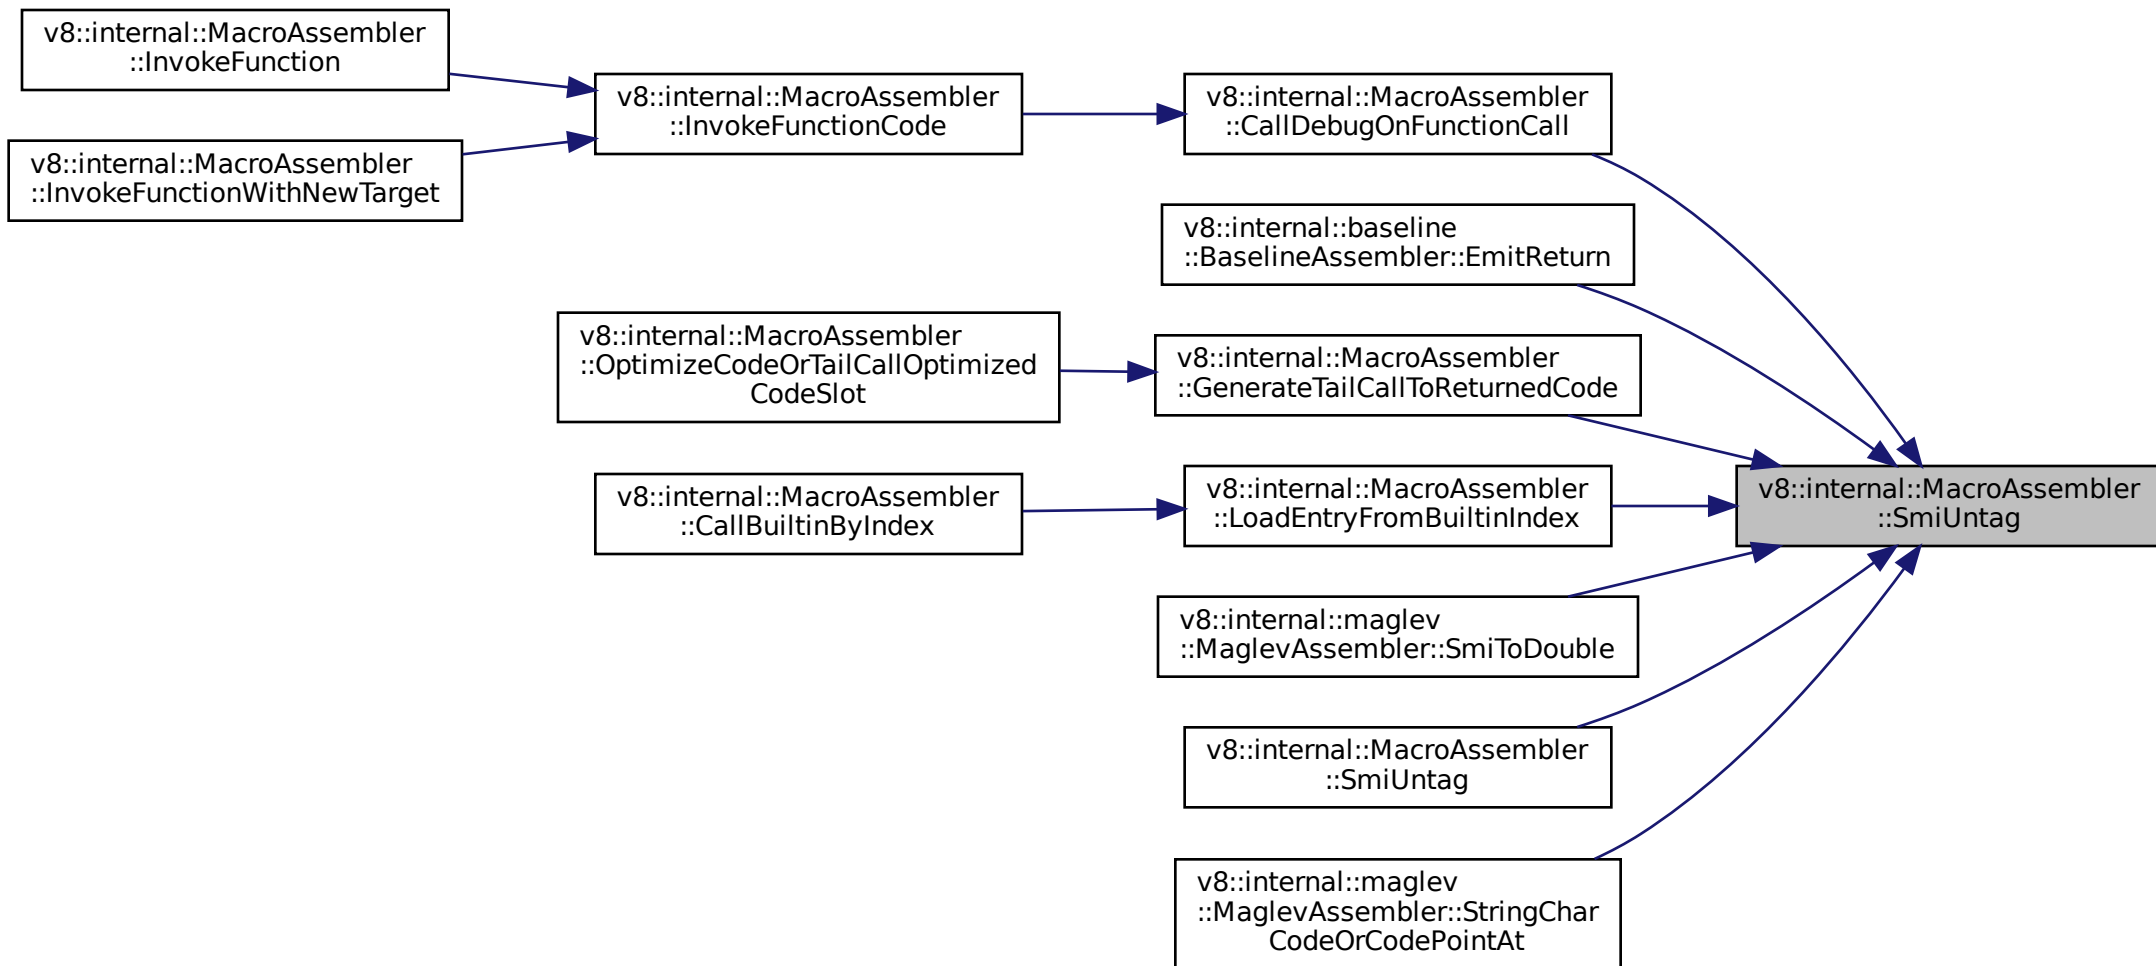 v8::internal::MacroAssembler
::InvokeFunction
v8::internal::MacroAssembler
::InvokeFunctionWithNewTarget
v8::internal::MacroAssembler
::InvokeFunctionCode
v8::internal::MacroAssembler
::CallDebugOnFunctionCall
v8::internal::baseline
::BaselineAssembler::EmitReturn
v8::internal::MacroAssembler
::OptimizeCodeOrTailCallOptimized
CodeSlot
v8::internal::MacroAssembler
::GenerateTailCallToReturnedCode
v8::internal::MacroAssembler
::CallBuiltinByIndex
v8::internal::MacroAssembler
::LoadEntryFromBuiltinIndex
v8::internal::MacroAssembler
::SmiUntag
v8::internal::maglev
::MaglevAssembler::SmiToDouble
v8::internal::MacroAssembler
::SmiUntag
v8::internal::maglev
::MaglevAssembler::StringChar
CodeOrCodePointAt